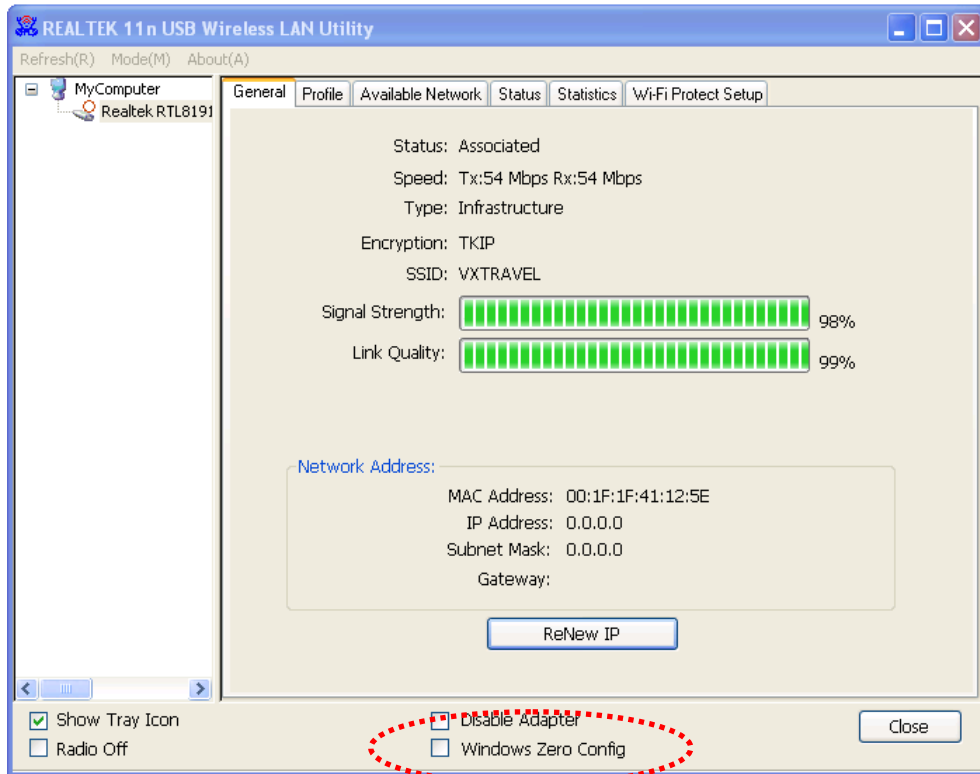 REALTEK 11n USB Wireless LAN Utility
Refresh(R) Mode(M) About(A)
MyComputer
Realtek RTL8191
General Profile Available Network Status Statistics Wi-Fi Protect Setup
Status: Associated
Speed: Tx:54 Mbps Rx:54 Mbps
Type: Infrastructure
Encryption: TKIP
SSID: VXTRAVEL
Signal Strength: 98%
Link Quality: 99%
Network Address:
MAC Address: 00:1F:1F:41:12:5E
IP Address: 0.0.0.0
Subnet Mask: 0.0.0.0
Gateway:
ReNew IP
Show Tray Icon
Radio Off
Disable Adapter
Windows Zero Config
Close